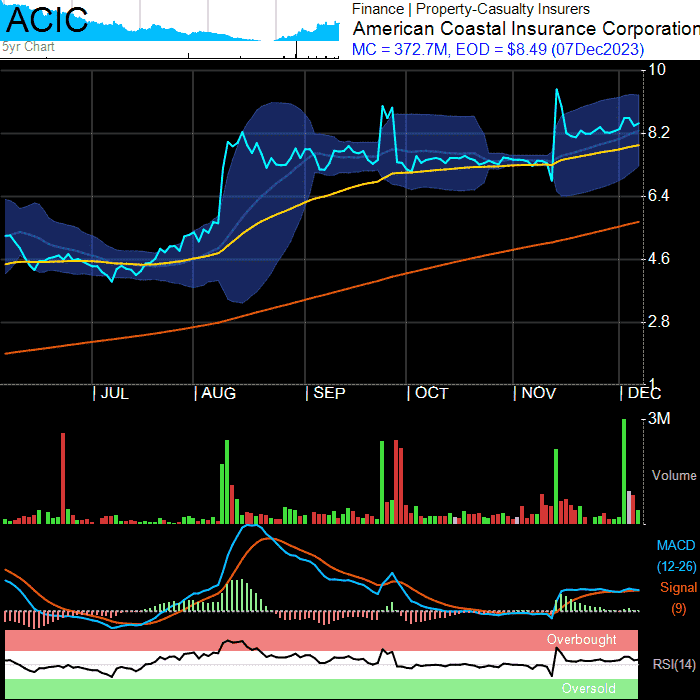 ACIC
5yr Chart
Finance | Property-Casualty Insurers
American Coastal Insurance Corporation
MC = 372.7M, EOD = $8.49 (07Dec2023)
10
8.2
6.4
4.6
2.8
1
| JUL | AUG | SEP | OCT | NOV | DEC
3M
Volume
MACD
(12-26)
Signal
(9)
Overbought
RSI(14)
Oversold